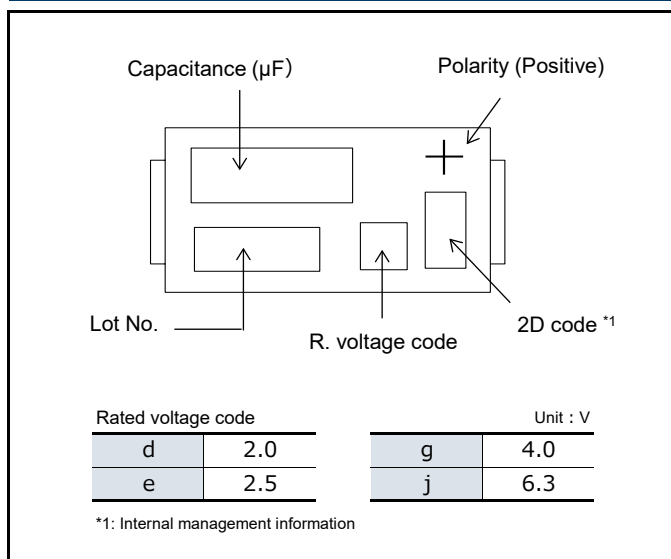 Capacitance (μF)
Polarity (Positive)
Lot No.
R. voltage code
2D code *1
Rated voltage code
Unit : V
d 2.0 g 4.0
e 2.5 j 6.3
*1: Internal management information